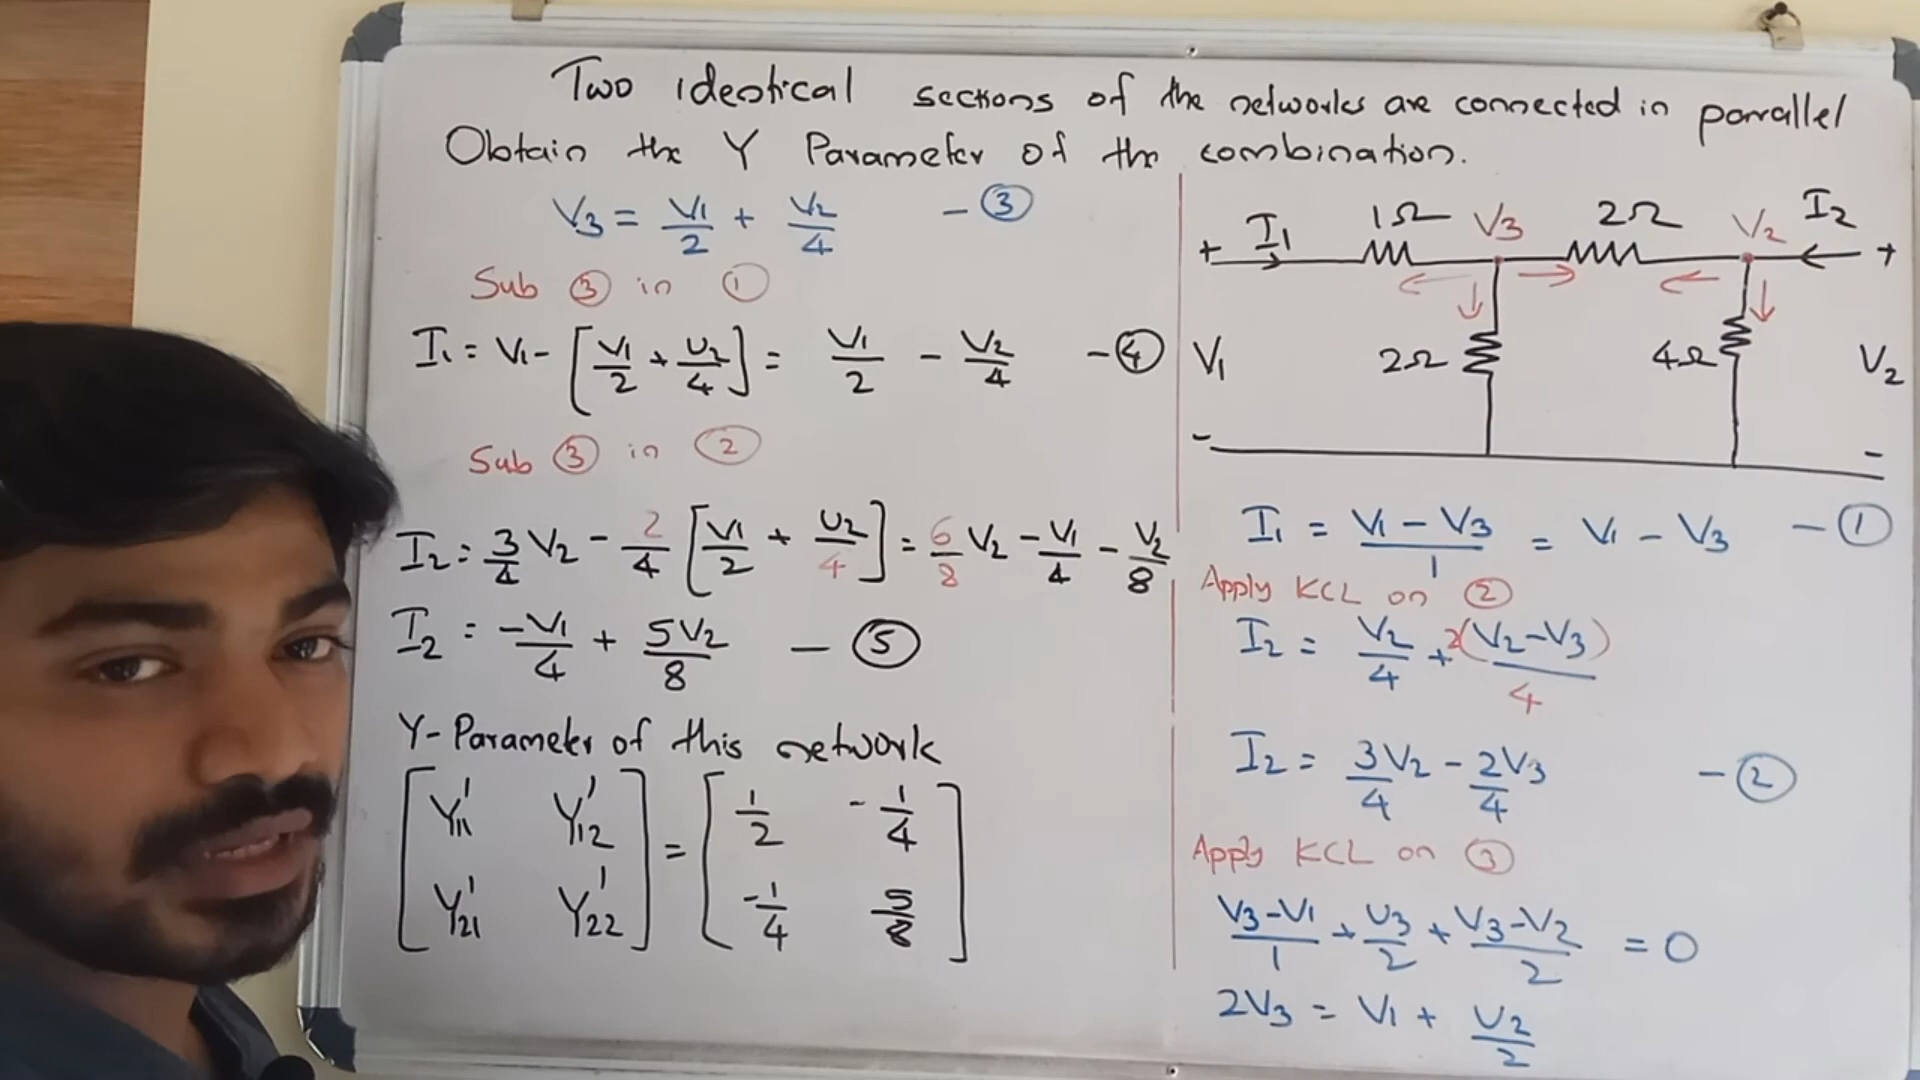 Two identical sections of the networks are connected in parrallel
Obtain the Y Parameter of the combination.
V3 = V1/2 + V2/4 - ③
Sub ③ in ①
I1 = V1 - [V1/2 + V2/4] = V1/2 - V2/4 - ④
Sub ③ in ②
I2 = 3/4 V2 - 2/4 [V1/2 + V2/4] = 6/8 V2 - V1/4 - V2/8
I2 = -V1/4 + 5V2/8 - ⑤
Y-Parameter of this network
[Y11' Y12'
Y21' Y22'] = [1/2 -1/4
-1/4 5/8]
+ I1 1Ω V3 2Ω V2 I2 +
V1 2Ω 4Ω V2
- -
I1 = V1 - V3/1 = V1 - V3 - ①
Apply KCL on ②
I2 = V2/4 + 2(V2-V3)/4
I2 = 3V2/4 - 2V3/4 - ②
Apply KCL on ③
V3-V1/1 + V3/2 + V3-V2/2 = 0
2V3 = V1 + V2/2